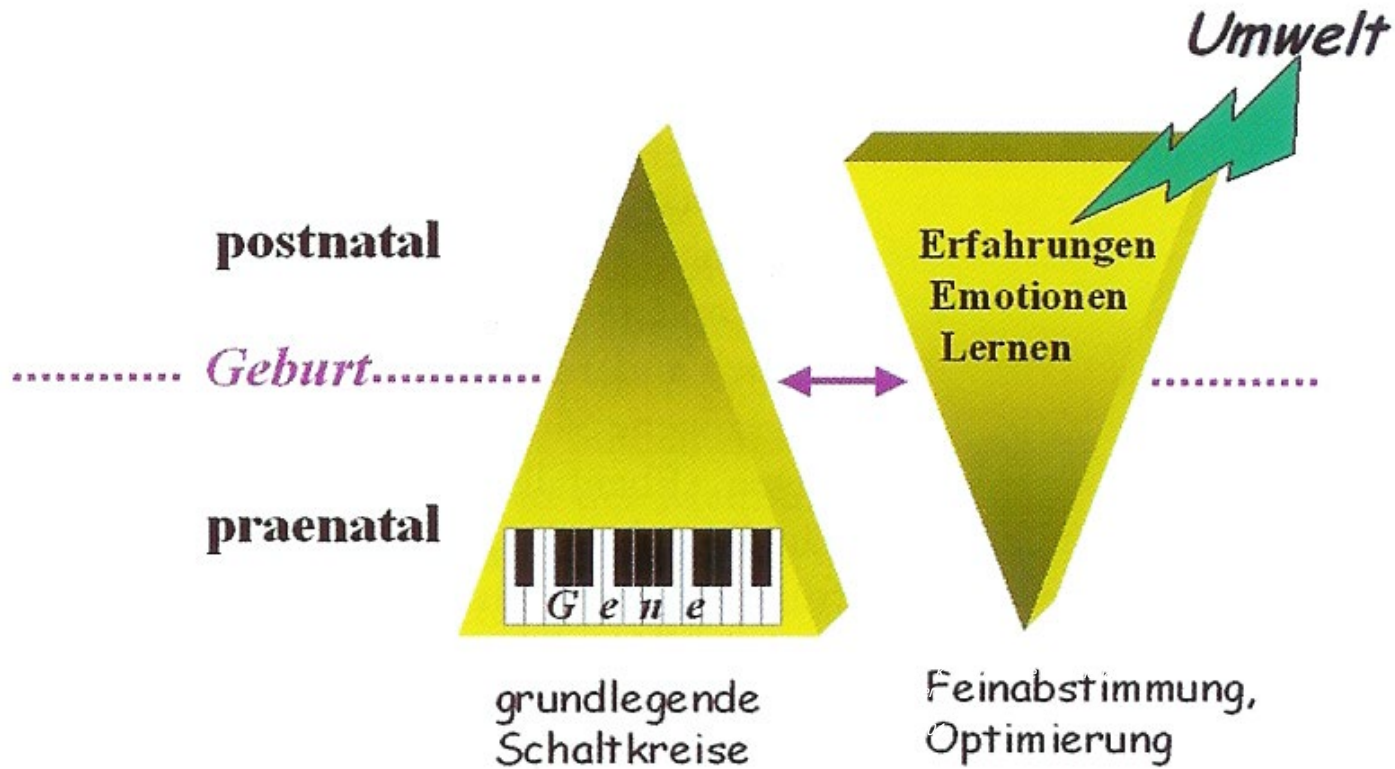 Umwelt
postnatal
Erfahrungen
Emotionen
Lernen
Geburt
praenatal
Gene
grundlegende
Schaltkreise
Feinabstimmung,
Optimierung